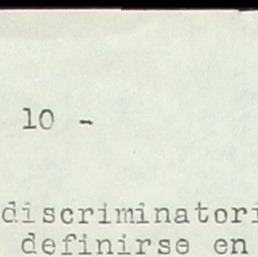 10 -
discriminatori
definirse en